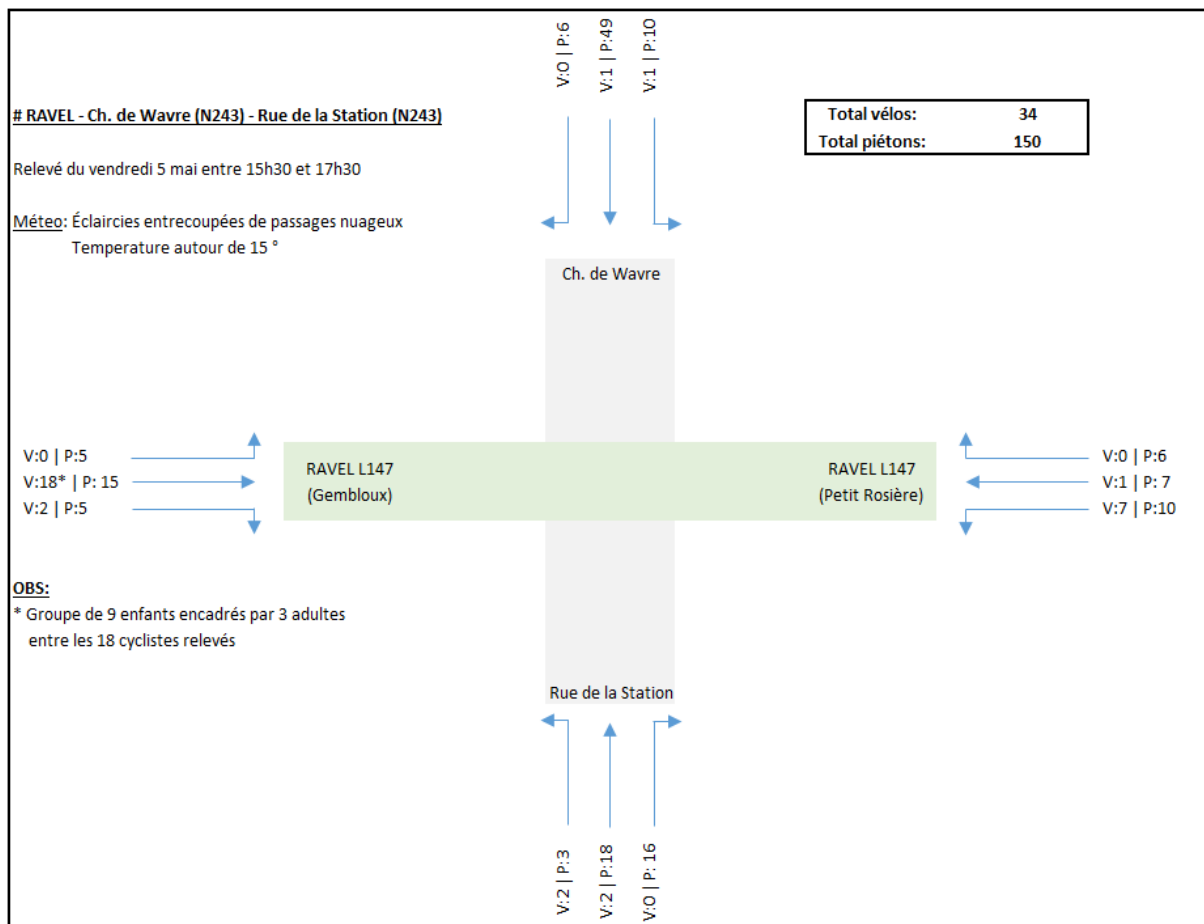 V:0 | P:6
V:1 | P:49
V:1 | P:10
# RAVEL - Ch. de Wavre (N243) - Rue de la Station (N243)
Total vélos: 34
Total piétons: 150
Relevé du vendredi 5 mai entre 15h30 et 17h30
Méteo: Éclaircies entrecoupées de passages nuageux
Temperature autour de 15 °
Ch. de Wavre
V:0 | P:5
V:18* | P: 15
V:2 | P:5
RAVEL L147
(Gembloux)
RAVEL L147
(Petit Rosière)
V:0 | P:6
V:1 | P: 7
V:7 | P:10
OBS:
* Groupe de 9 enfants encadrés par 3 adultes
entre les 18 cyclistes relevés
Rue de la Station
V:2 | P:3
V:2 | P:18
V:0 | P: 16